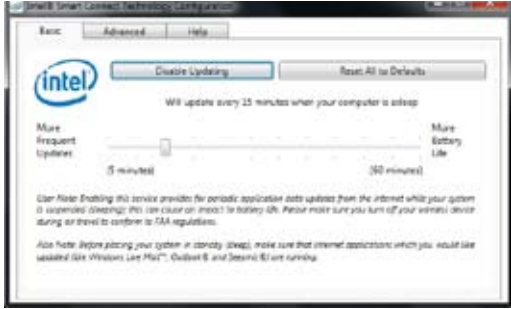 Intel® Smart Connect Technology Configuration
Basic Advanced Help
intel
Disable Updating Reset All to Defaults
Will update every 15 minutes when your computer is asleep
More Frequent Updates
More Battery Life
(5 minutes) (60 minutes)
User Note: Enabling this service provides for periodic application data updates from the internet while your system
is suspended (sleeping); this can cause an impact to battery life. Please make sure you turn off your wireless device
during air travel to conform to FAA regulations.
Also Note: Before placing your system in standby (sleep), make sure that internet applications which you would like
updated (like Windows Live Mail™, Outlook® and Seesmic®) are running.